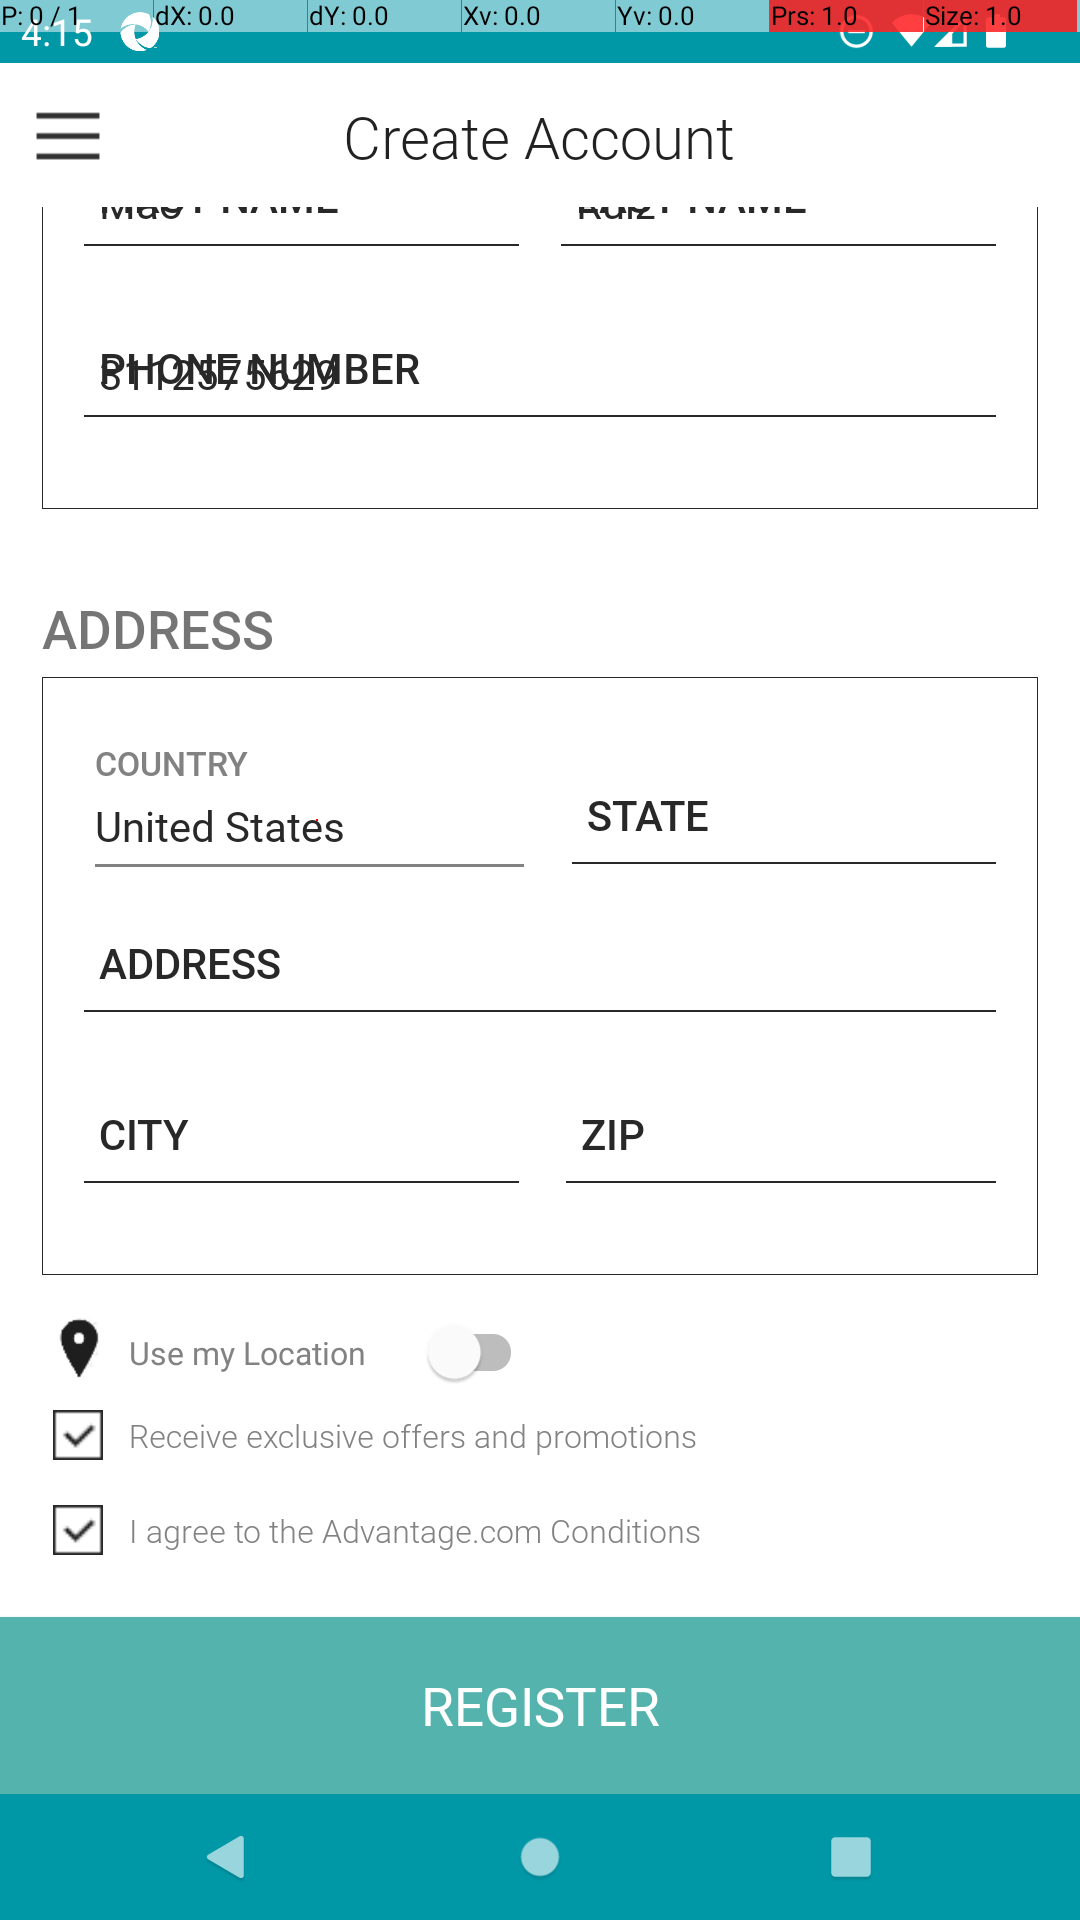 P: 0 / 1 dX: 0.0 dY: 0.0 Xv: 0.0 Yv: 0.0 Prs: 1.0 Size: 1.0
4:15
Create Account
NAME NAME
PHONE NUMBER
3112575629
ADDRESS
COUNTRY
United States
STATE
ADDRESS
CITY ZIP
Use my Location
Receive exclusive offers and promotions
I agree to the Advantage.com Conditions
REGISTER